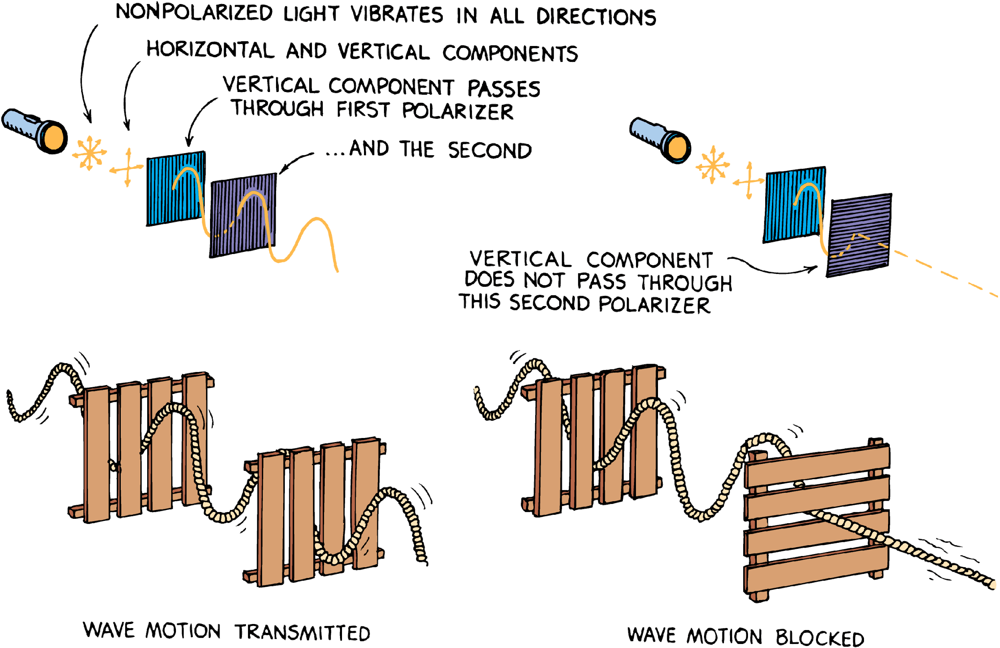 NONPOLARIZED LIGHT VIBRATES IN ALL DIRECTIONS
HORIZONTAL AND VERTICAL COMPONENTS
VERTICAL COMPONENT PASSES
THROUGH FIRST POLARIZER
...AND THE SECOND
VERTICAL COMPONENT
DOES NOT PASS THROUGH
THIS SECOND POLARIZER
WAVE MOTION TRANSMITTED
WAVE MOTION BLOCKED